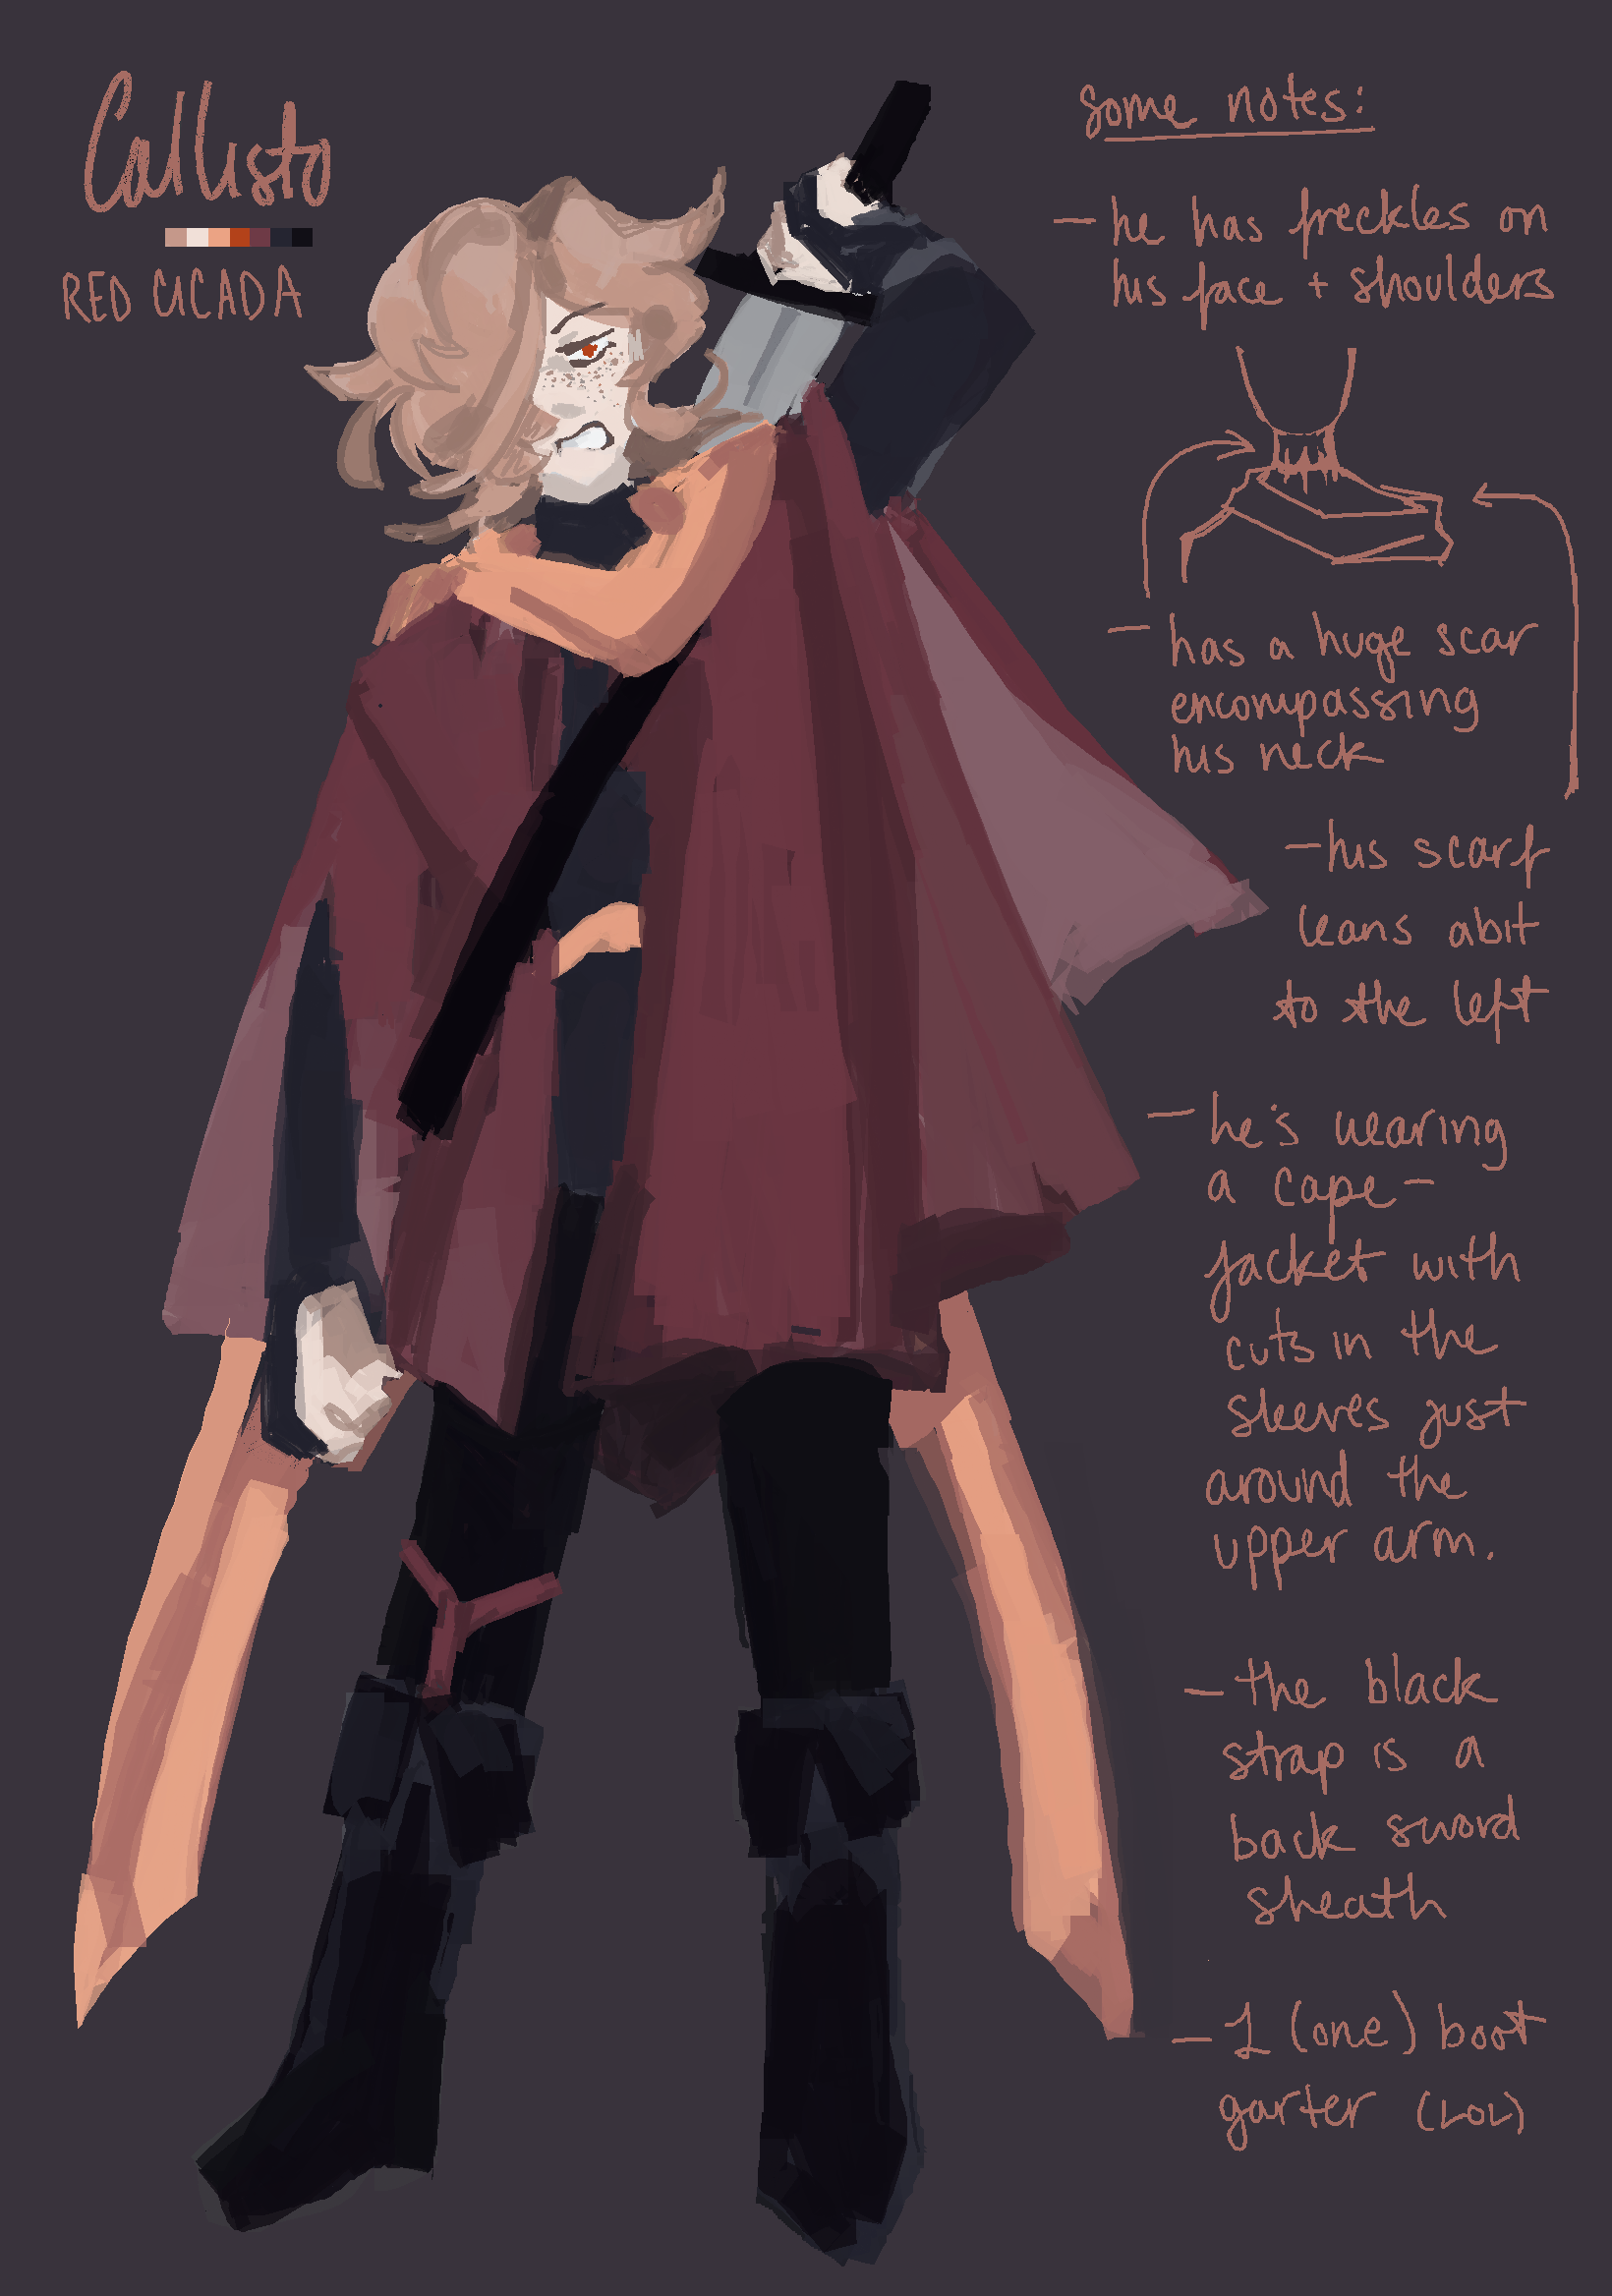 Callisto
RED CICADA
some notes:
— he has freckles on
his face + shoulders
— has a huge scar
encompassing
his neck
— his scarf
leans abit
to the left
— he's wearing
a cape-
jacket with
cuts in the
sleeves just
around the
upper arm.
— the black
strap is a
back sword
sheath
— 1 (one) boot
garter (LOL)